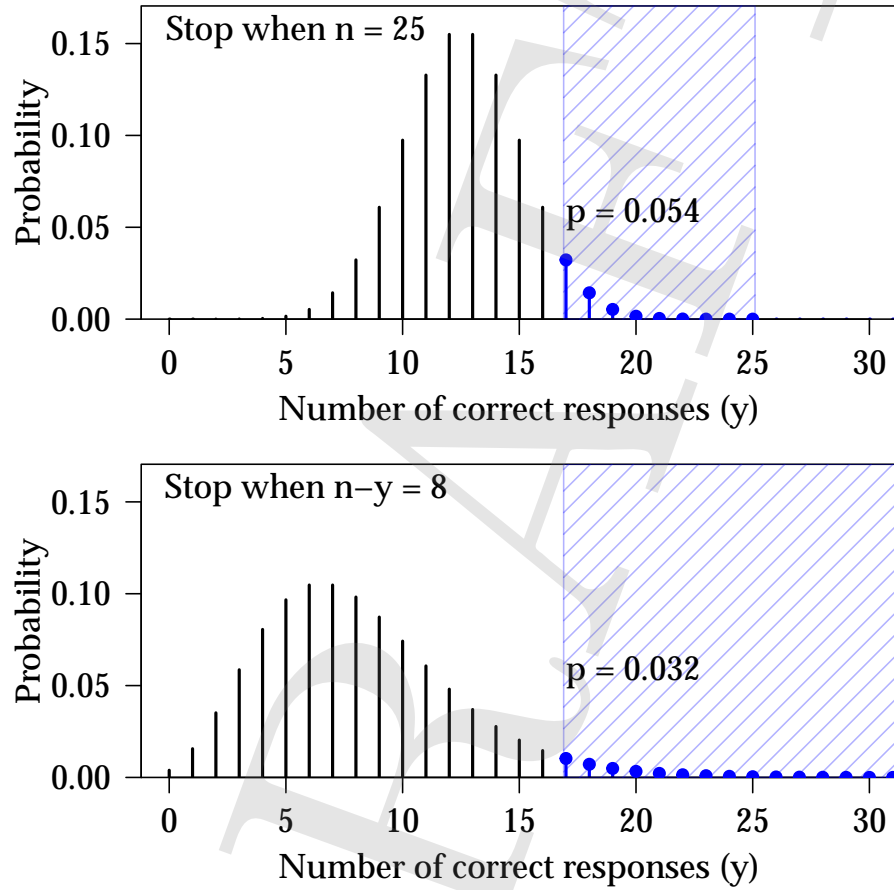 Stop when n = 25
Probability
0.15
0.10
0.05
0.00
p = 0.054
0 5 10 15 20 25 30
Number of correct responses (y)
Stop when n−y = 8
Probability
0.15
0.10
0.05
0.00
p = 0.032
0 5 10 15 20 25 30
Number of correct responses (y)